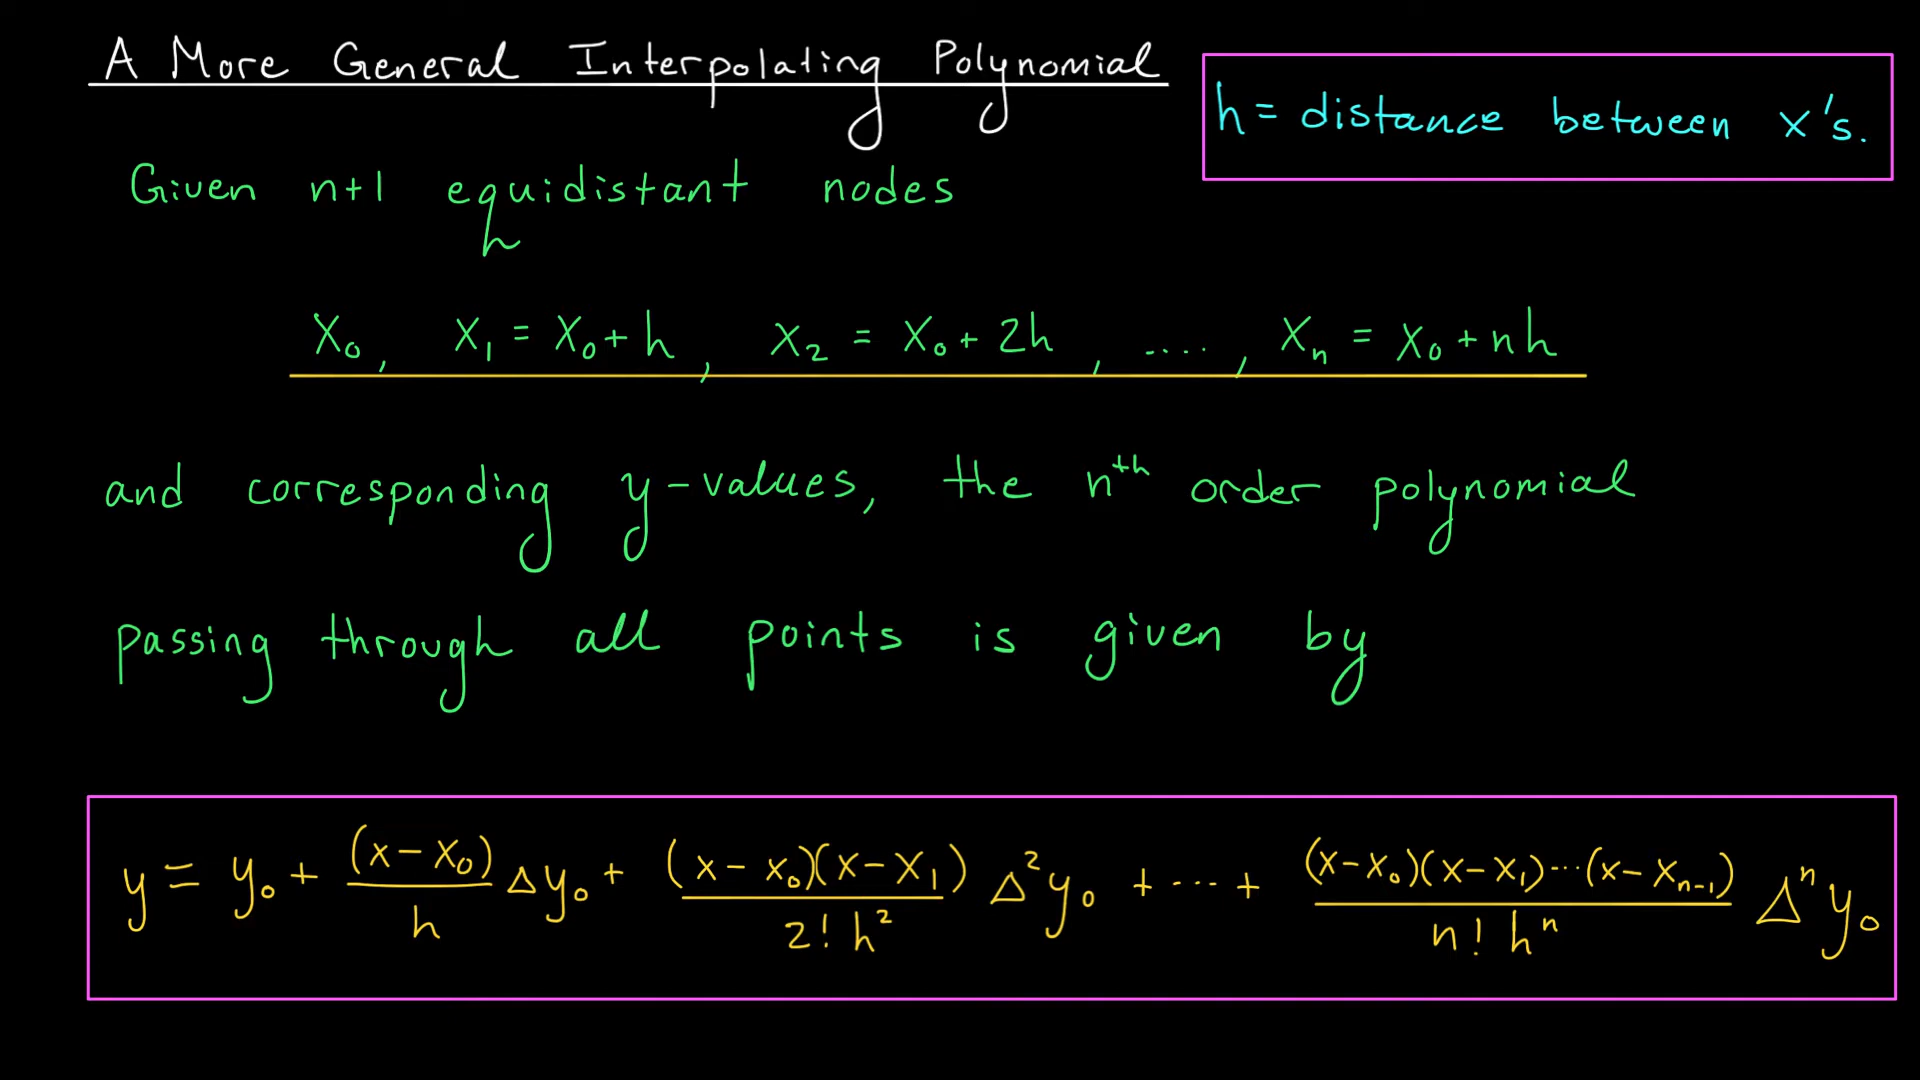 A More General Interpolating Polynomial
h = distance between x's.
Given n+1 equidistant nodes
h
x₀, x₁ = x₀+h, x₂ = x₀+2h, ...., xₙ = x₀+nh
and corresponding y-values, the nᵗʰ order polynomial
passing through all points is given by
y = y₀ + (x-x₀)/h Δy₀ + (x-x₀)(x-x₁)/2!h² Δ²y₀ + ··· + (x-x₀)(x-x₁)···(x-xₙ₋₁)/n!hⁿ Δⁿy₀